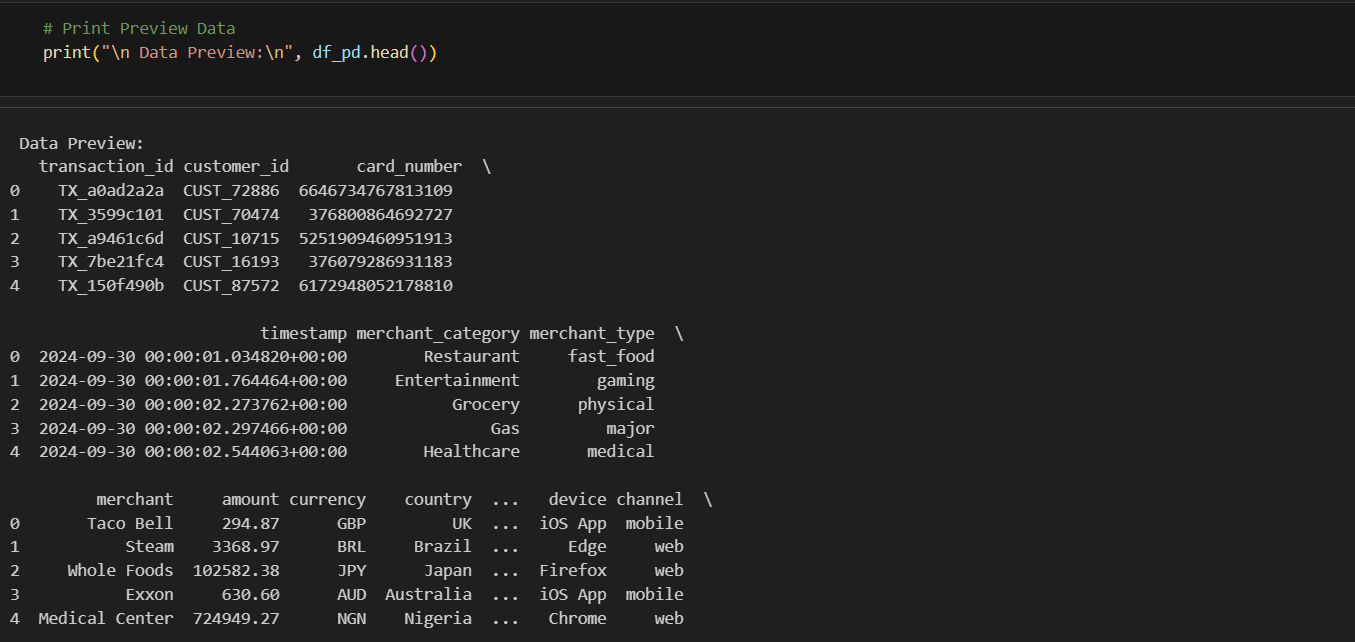 # Print Preview Data
print("\n Data Preview:\n", df_pd.head())
Data Preview:
transaction_id customer_id card_number \
0 TX_a0ad2a2a CUST_72886 6646734767813109
1 TX_3599c101 CUST_70474 376800864692727
2 TX_a9461c6d CUST_10715 5251909460951913
3 TX_7be21fc4 CUST_16193 376079286931183
4 TX_150f490b CUST_87572 6172948052178810
timestamp merchant_category merchant_type \
0 2024-09-30 00:00:01.034820+00:00 Restaurant fast_food
1 2024-09-30 00:00:01.764464+00:00 Entertainment gaming
2 2024-09-30 00:00:02.273762+00:00 Grocery physical
3 2024-09-30 00:00:02.297466+00:00 Gas major
4 2024-09-30 00:00:02.544063+00:00 Healthcare medical
merchant amount currency country ... device channel \
0 Taco Bell 294.87 GBP UK ... iOS App mobile
1 Steam 3368.97 BRL Brazil ... Edge web
2 Whole Foods 102582.38 JPY Japan ... Firefox web
3 Exxon 630.60 AUD Australia ... iOS App mobile
4 Medical Center 724949.27 NGN Nigeria ... Chrome web